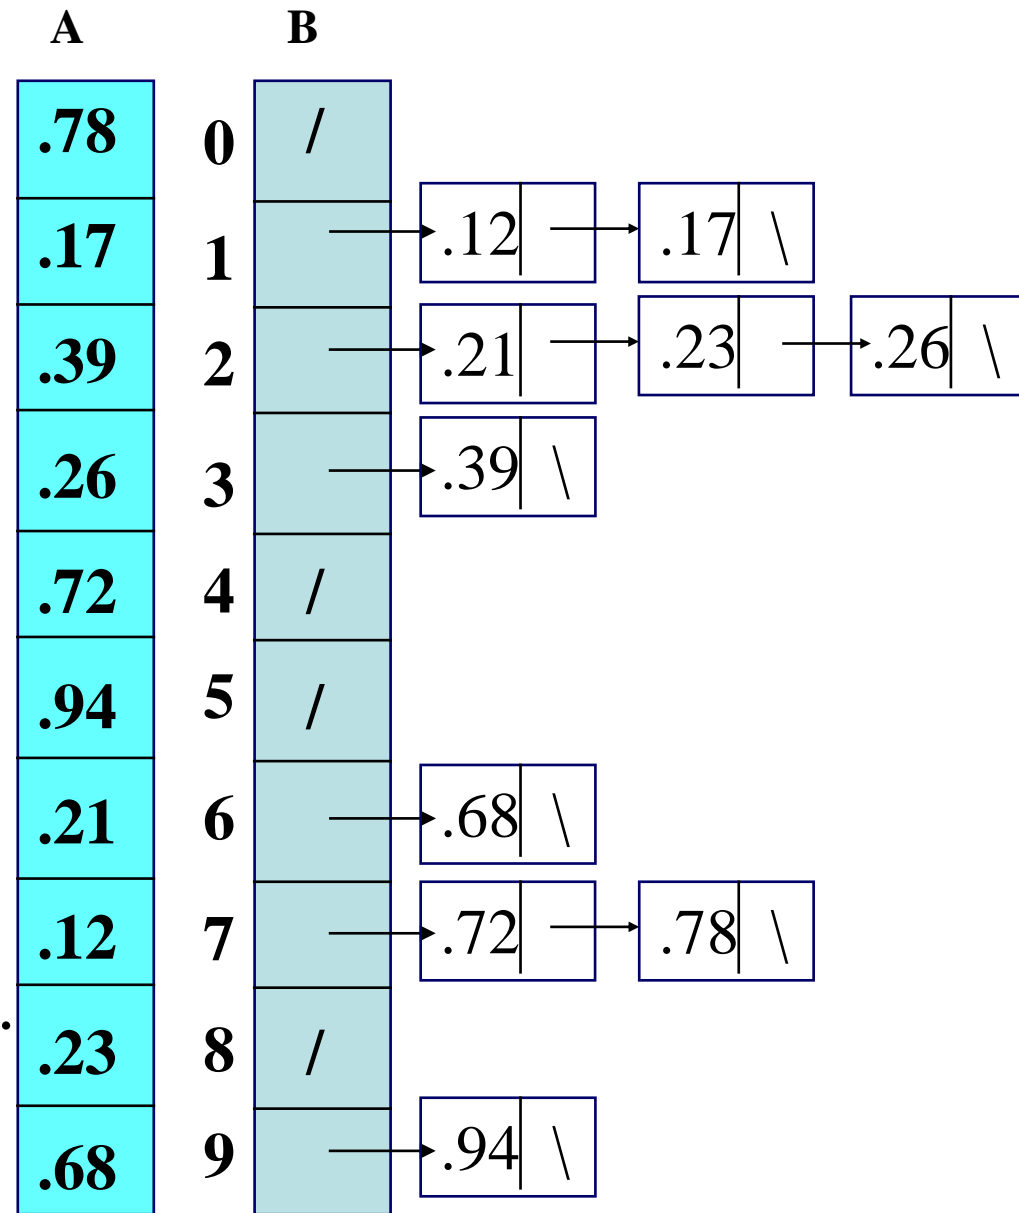 A B
.78 0 /
.17 1 .12 .17 \
.39 2 .21 .23 .26 \
.26 3 .39 \
.72 4 /
.94 5 /
.21 6 .68 \
.12 7 .72 .78 \
. .23 8 /
.68 9 .94 \